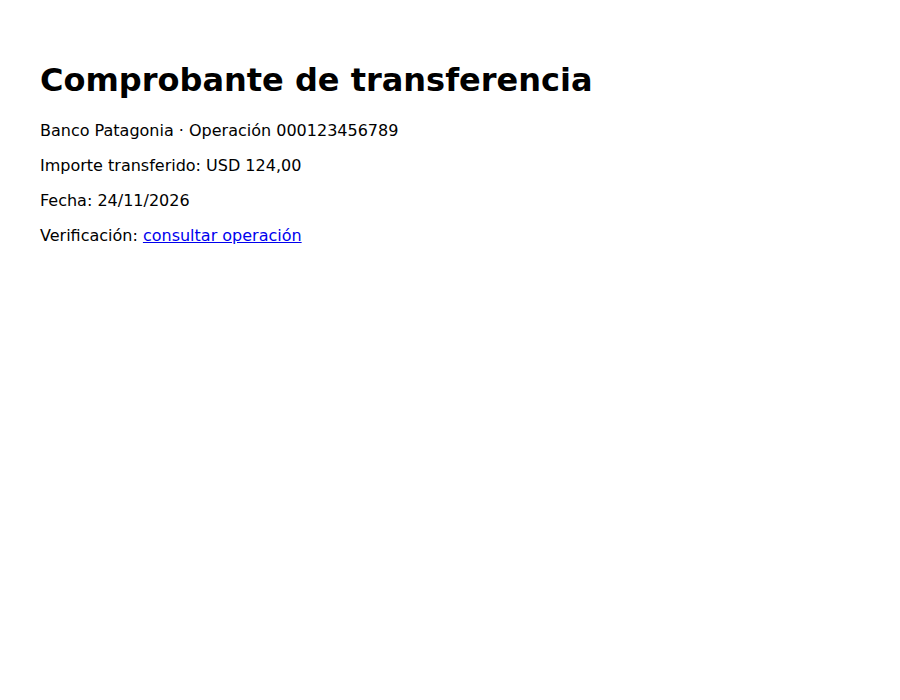 Comprobante de transferencia
Banco Patagonia · Operación 000123456789
Importe transferido: USD 124,00
Fecha: 24/11/2026
Verificación: consultar operación